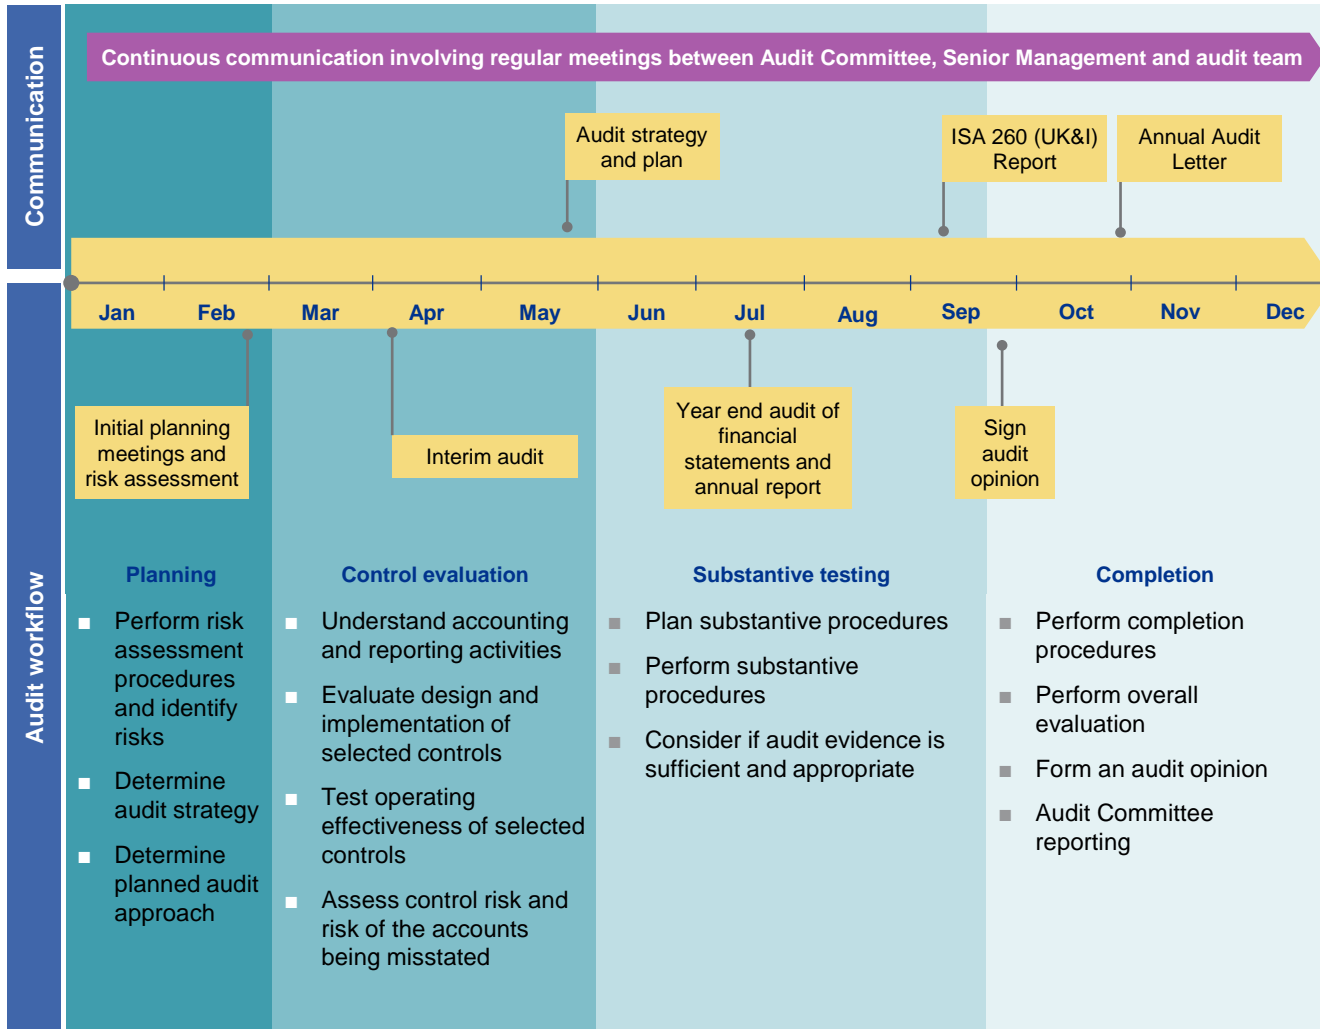 Communication
Continuous communication involving regular meetings between Audit Committee, Senior Management and audit team
Audit strategy
and plan
ISA 260 (UK&I)
Report
Annual Audit
Letter
Jan
Feb
Mar
Apr
May
Jun
Jul
Aug
Sep
Oct
Nov
Dec
Audit workflow
Initial planning
meetings and
risk assessment
Interim audit
Year end audit of
financial
statements and
annual report
Sign
audit
opinion
Planning
Perform risk
assessment
procedures
and identify
risks
Determine
audit strategy
Determine
planned audit
approach
Control evaluation
Understand accounting
and reporting activities
Evaluate design and
implementation of
selected controls
Test operating
effectiveness of selected
controls
Assess control risk and
risk of the accounts
being misstated
Substantive testing
Plan substantive procedures
Perform substantive
procedures
Consider if audit evidence is
sufficient and appropriate
Completion
Perform completion
procedures
Perform overall
evaluation
Form an audit opinion
Audit Committee
reporting